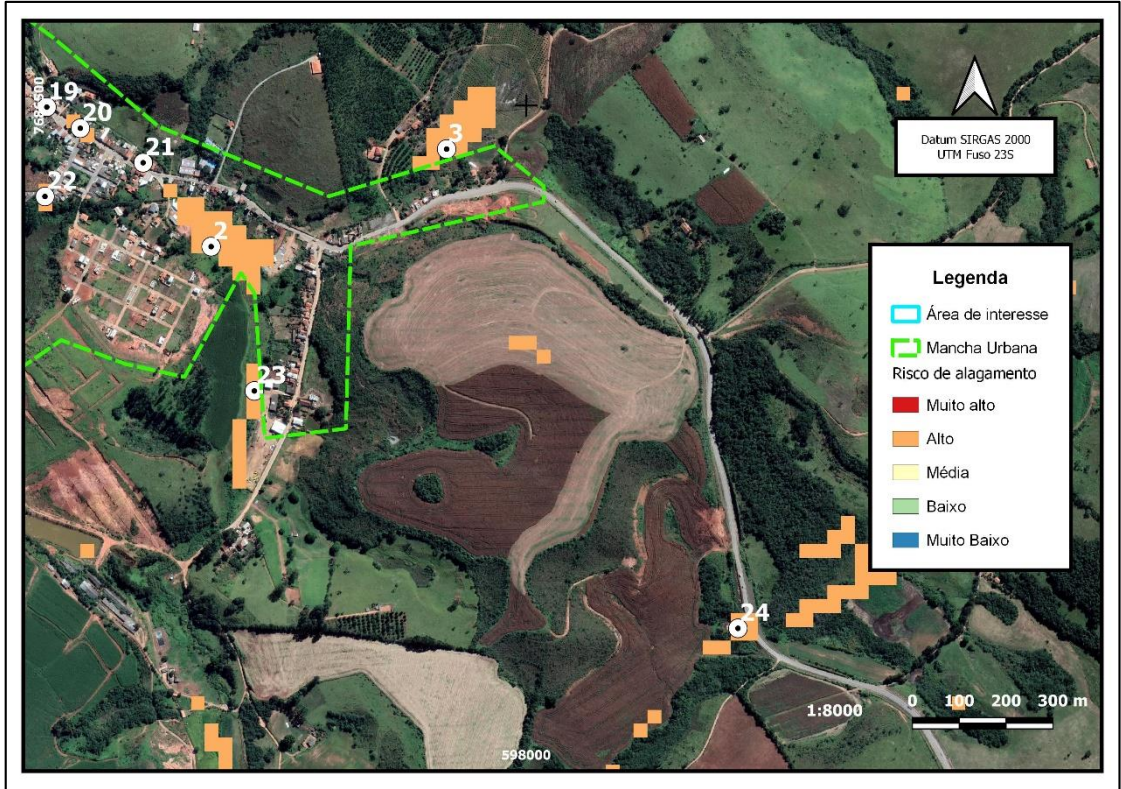 19
20
21
22
3
2
23
24
Datum SIRGAS 2000
UTM Fuso 23S
Legenda
Área de interesse
Mancha Urbana
Risco de alagamento
Muito alto
Alto
Média
Baixo
Muito Baixo
1:8000
0 100 200 300 m
598000